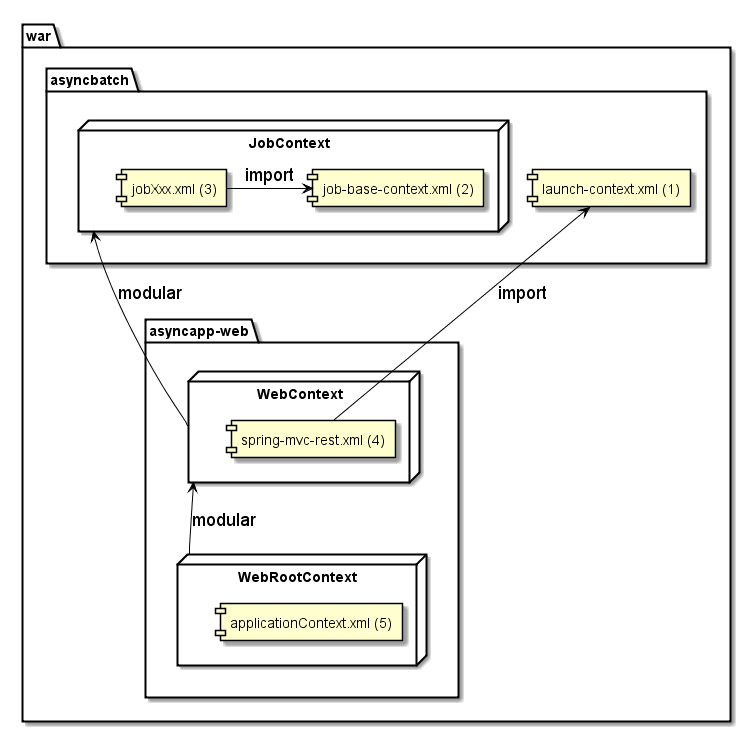 war
asyncbatch
JobContext
jobXxx.xml (3)
import
job-base-context.xml (2)
launch-context.xml (1)
modular
import
asyncapp-web
WebContext
spring-mvc-rest.xml (4)
modular
WebRootContext
applicationContext.xml (5)